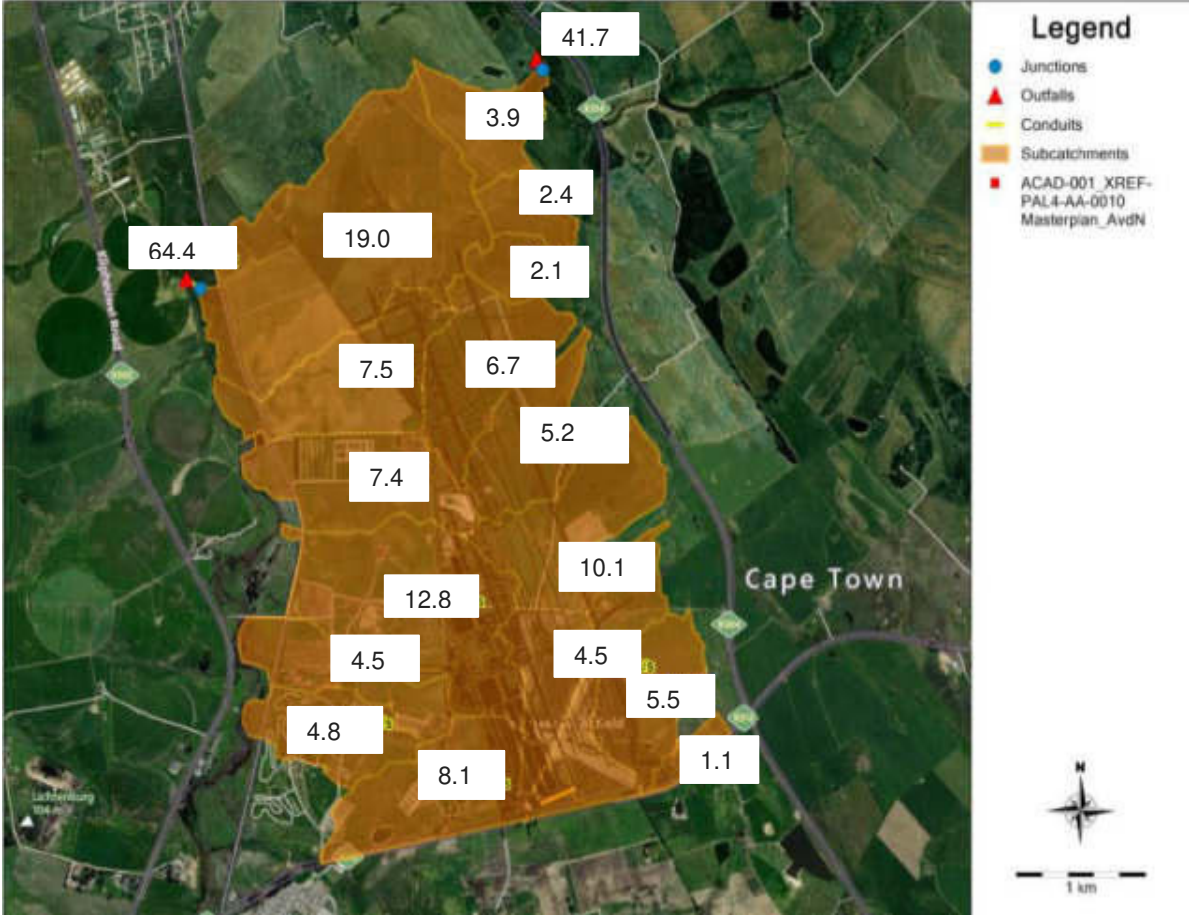 41.7
3.9
2.4
19.0
64.4
2.1
7.5
6.7
5.2
7.4
10.1
12.8
Cape Town
4.5
4.5
5.5
4.8
1.1
8.1
Legend
Junctions
Outfalls
Conduits
Subcatchments
ACAD-001_XREF-
PAL4-AA-0010
Masterplan_AvdN
N
1 km